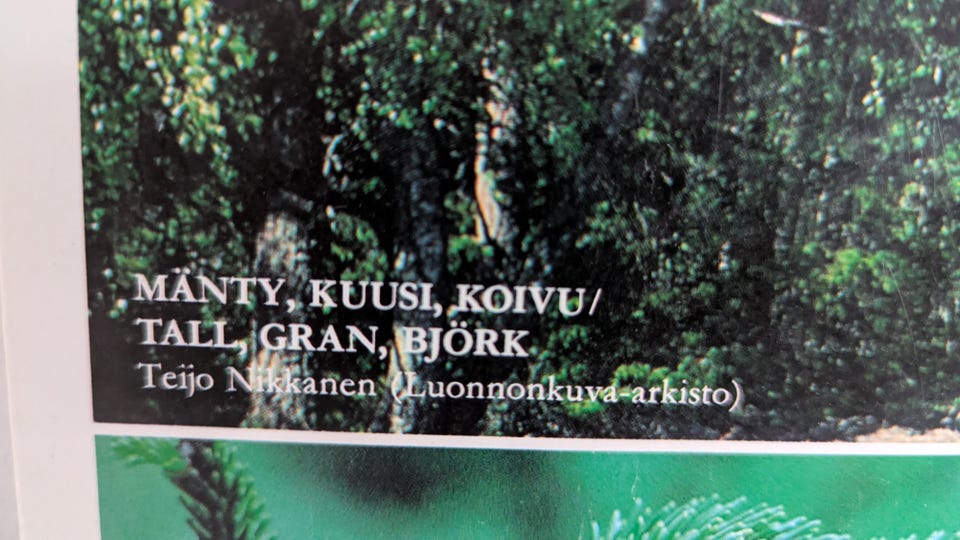 MÄNTY, KUUSI, KOIVU/
TALL, GRAN, BJÖRK
Teijo Nikkanen (Luonnonkuva-arkisto)